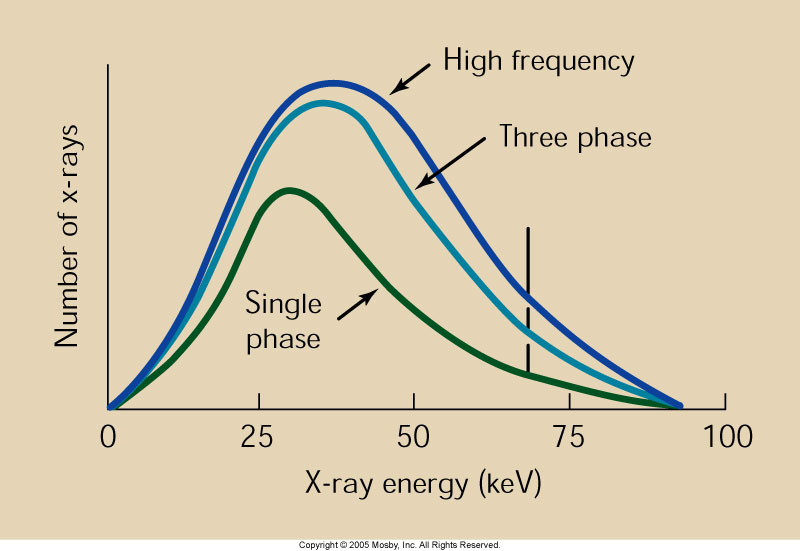 High frequency
Three phase
Single
phase
Number of x-rays
0 25 50 75 100
X-ray energy (keV)
Copyright © 2005 Mosby, Inc. All Rights Reserved.